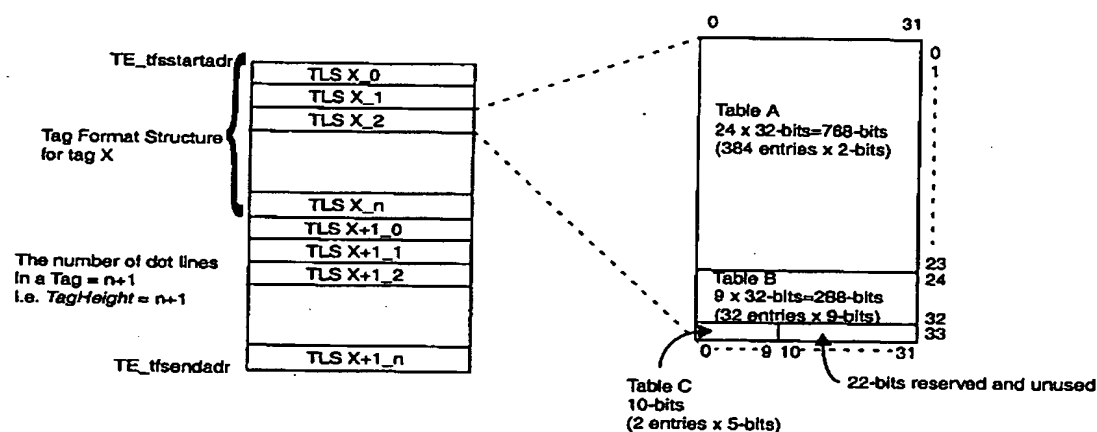 TE_tfsstartadr
TLS X_0
TLS X_1
TLS X_2
Tag Format Structure
for tag X
TLS X_n
TLS X+1_0
TLS X+1_1
TLS X+1_2
The number of dot lines
in a Tag = n+1
i.e. TagHeight = n+1
TLS X+1_n
TE_tfsendadr
0 31
0
1
Table A
24 x 32-bits=768-bits
(384 entries x 2-bits)
23
24
Table B
9 x 32-bits=288-bits
(32 entries x 9-bits)
32
33
0 9 10 31
Table C
10-bits
(2 entries x 5-bits)
22-bits reserved and unused